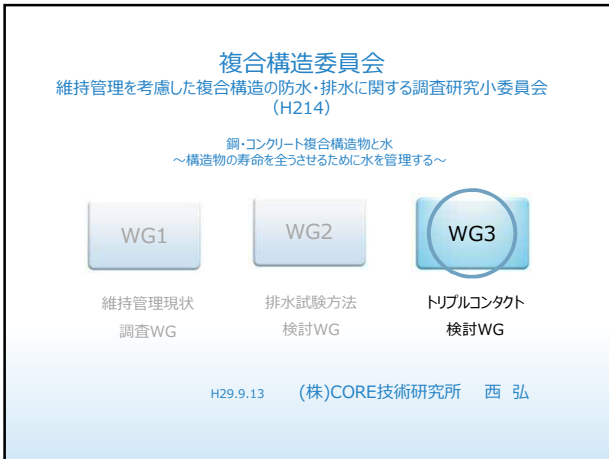 複合構造委員会
維持管理を考慮した複合構造の防水・排水に関する調査研究小委員会
（H214）
鋼・コンクリート複合構造物と水
～構造物の寿命を全うさせるために水を管理する～
WG1 WG2 WG3
維持管理現状 排水試験方法 トリプルコンタクト
調査WG 検討WG 検討WG
H29.9.13 (株)CORE技術研究所 西 弘